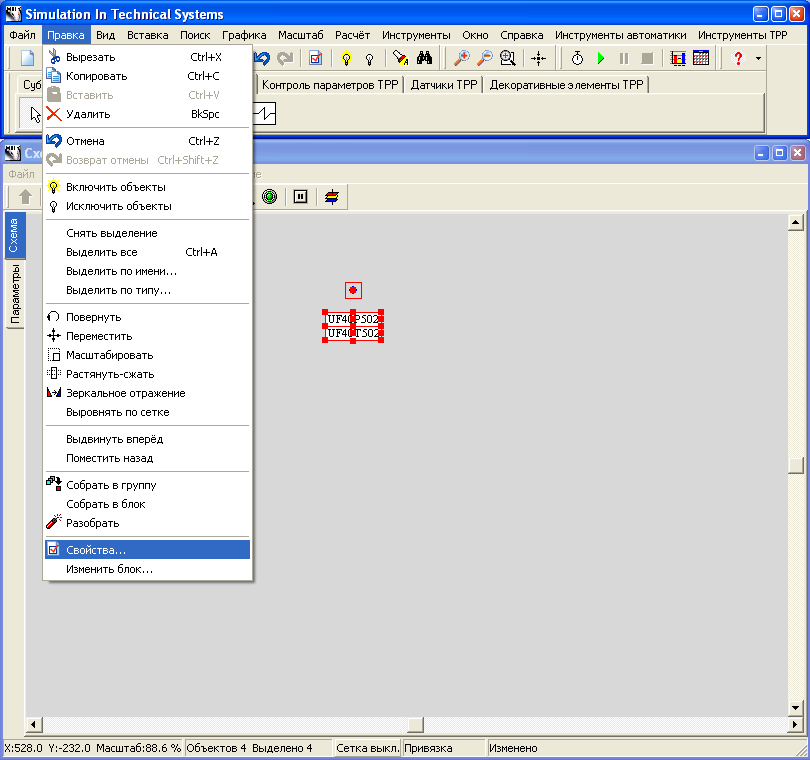 Simulation In Technical Systems
Файл Правка Вид Вставка Поиск Графика Масштаб Расчёт Инструменты Окно Справка Инструменты автоматики Инструменты ТРР
Суб Контроль параметров ТРР Датчики ТРР Декоративные элементы ТРР
Вырезать Ctrl+X
Копировать Ctrl+C
Вставить Ctrl+V
Удалить BkSpc
Отмена Ctrl+Z
Возврат отмены Ctrl+Shift+Z
Включить объекты
Исключить объекты
Снять выделение
Выделить все Ctrl+A
Выделить по имени...
Выделить по типу...
Повернуть
Переместить
Масштабировать
Растянуть-сжать
Зеркальное отражение
Выровнять по сетке
Выдвинуть вперёд
Поместить назад
Собрать в группу
Собрать в блок
Разобрать
Свойства...
Изменить блок...
Файл
Схема
Параметры
UF40P502
UF40T502
X:528.0 Y:-232.0 Масштаб:88.6 % Объектов 4 Выделено 4 Сетка выкл. Привязка Изменено